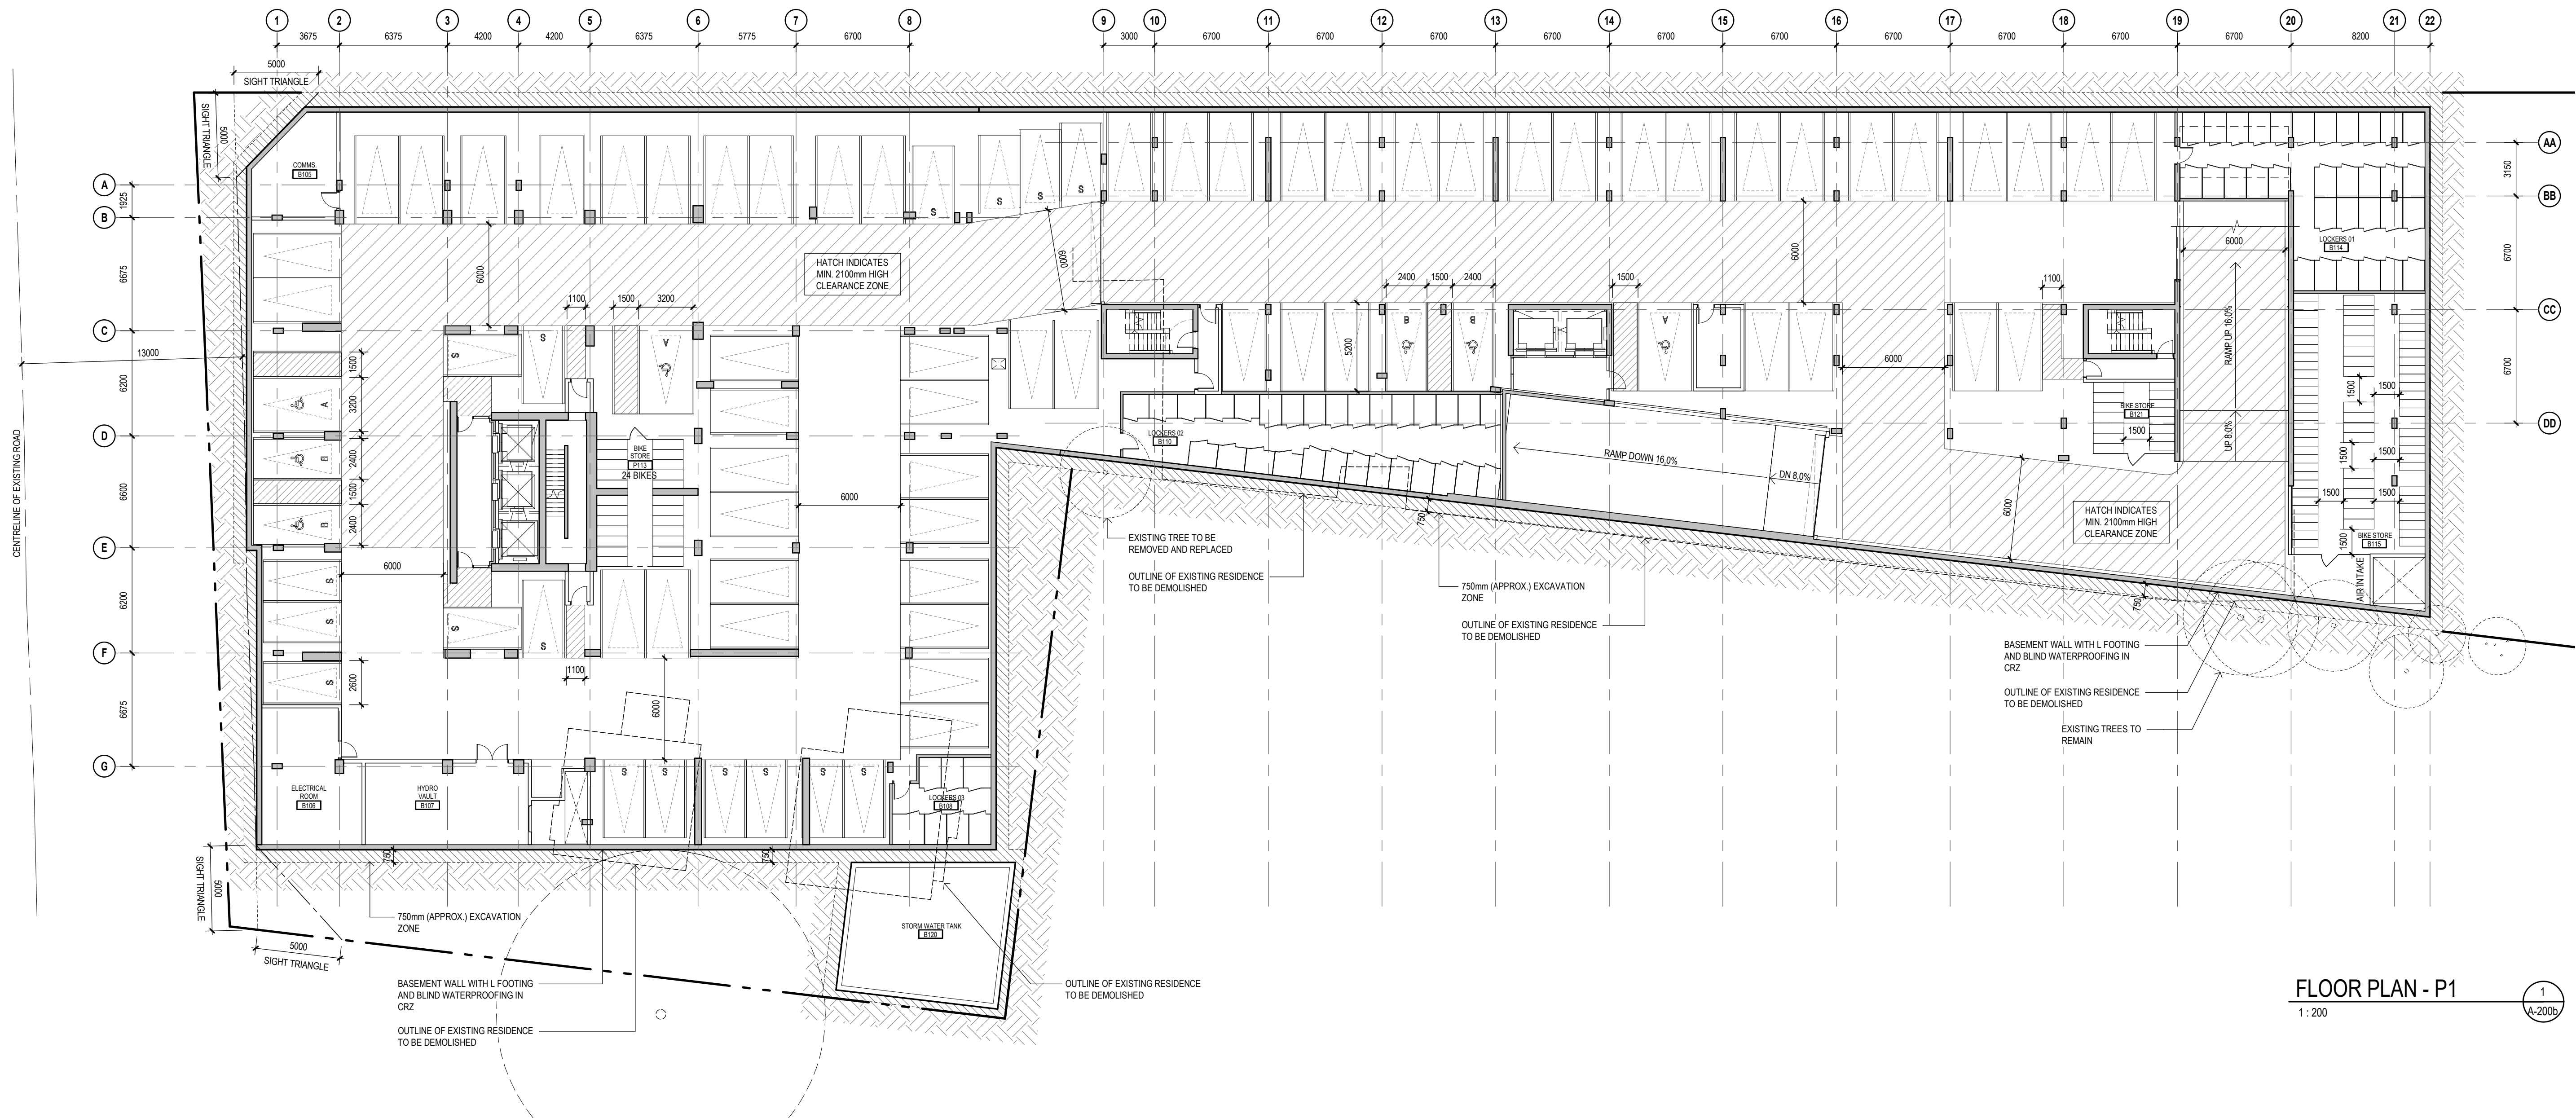 1 2 3 4 5 6 7 8 9 10 11 12 13 14 15 16 17 18 19 20 21 22
3675 6375 4200 4200 6375 5775 6700 3000 6700 6700 6700 6700 6700 6700 6700 6700 6700 6700 8200
5000
SIGHT TRIANGLE
SIGHT TRIANGLE
5000
COMMS.
B105
A
1925
B
6675
C
6200
D
6600
E
6200
F
6675
G
AA
3150
BB
6700
CC
6700
DD
CENTRELINE OF EXISTING ROAD
13000
S
S
S
S
S
6000
6000
HATCH INDICATES
MIN. 2100mm HIGH
CLEARANCE ZONE
6000
6000
LOCKERS 01
B114
1100
1500
3200
2400
1500
2400
1500
1100
S
S
A
B
B
A
5200
6000
RAMP UP 16.0%
UP 8.0%
1500
3200
2400
1500
2400
A
B
B
BIKE
STORE
P113
24 BIKES
6000
LOCKERS 02
B110
RAMP DOWN 16.0%
DN 8.0%
750
BIKE STORE
B121
1500
1500
1500
1500
1500
1500
1500
1500
BIKE STORE
B115
AIR INTAKE
6000
HATCH INDICATES
MIN. 2100mm HIGH
CLEARANCE ZONE
EXISTING TREE TO BE
REMOVED AND REPLACED
OUTLINE OF EXISTING RESIDENCE
TO BE DEMOLISHED
750mm (APPROX.) EXCAVATION
ZONE
OUTLINE OF EXISTING RESIDENCE
TO BE DEMOLISHED
750
BASEMENT WALL WITH L FOOTING
AND BLIND WATERPROOFING IN
CRZ
OUTLINE OF EXISTING RESIDENCE
TO BE DEMOLISHED
EXISTING TREES TO
REMAIN
6000
S
S
S
2600
S
S
1100
6000
ELECTRICAL
ROOM
B106
HYDRO
VAULT
B107
S S S S S S
LOCKERS 03
B108
750
750
SIGHT TRIANGLE
5000
5000
SIGHT TRIANGLE
750mm (APPROX.) EXCAVATION
ZONE
STORM WATER TANK
B120
BASEMENT WALL WITH L FOOTING
AND BLIND WATERPROOFING IN
CRZ
OUTLINE OF EXISTING RESIDENCE
TO BE DEMOLISHED
OUTLINE OF EXISTING RESIDENCE
TO BE DEMOLISHED
FLOOR PLAN - P1
1 : 200
1
A-200b